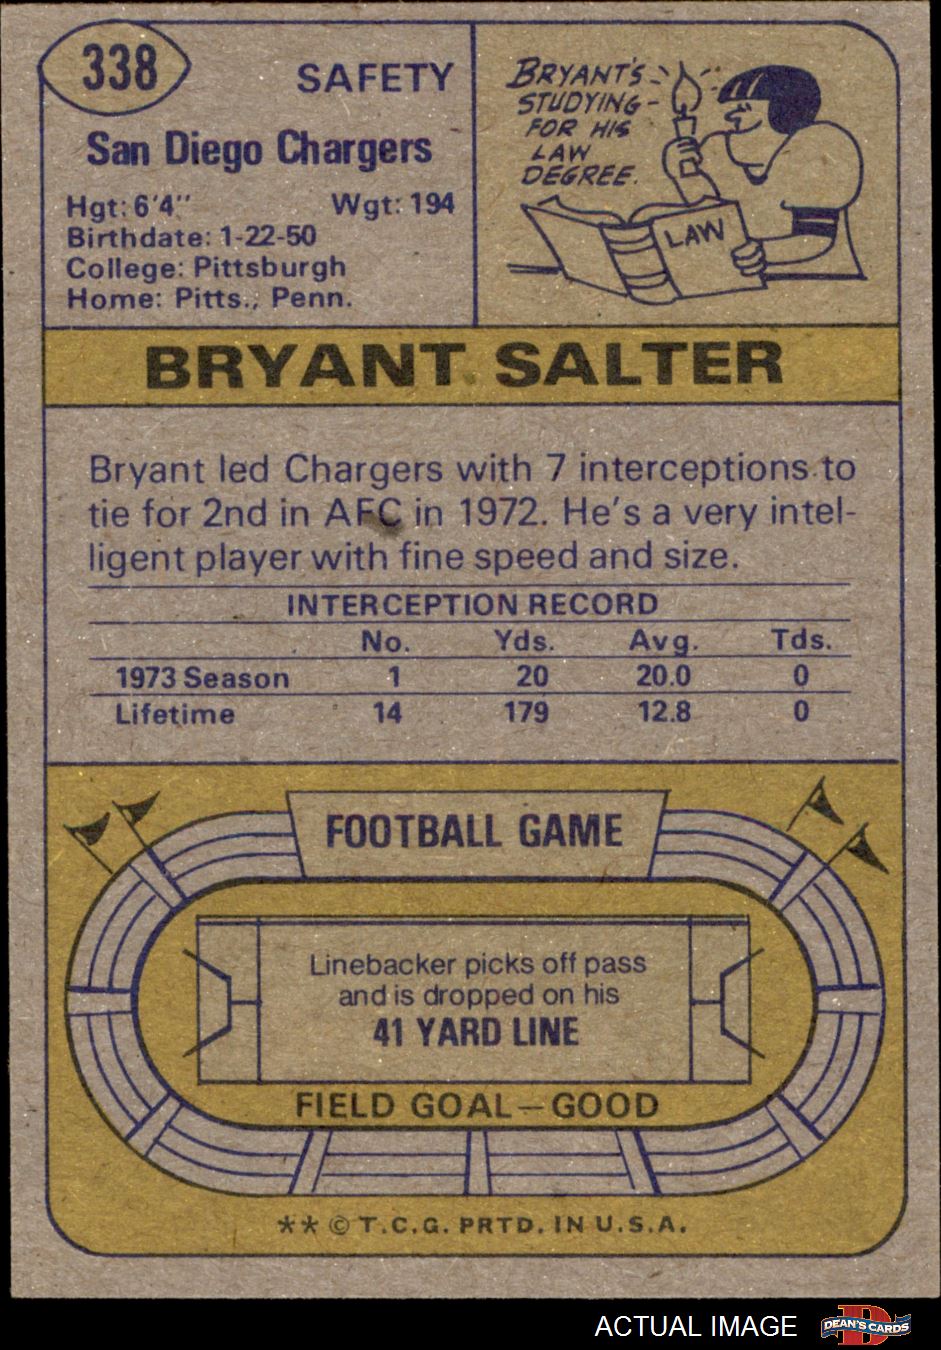 338
SAFETY
San Diego Chargers
Hgt: 6'4" Wgt: 194
Birthdate: 1-22-50
College: Pittsburgh
Home: Pitts., Penn.
BRYANT'S
STUDYING
FOR HIS
LAW
DEGREE.
LAW
BRYANT SALTER
Bryant led Chargers with 7 interceptions to
tie for 2nd in AFC in 1972. He's a very intel-
ligent player with fine speed and size.
INTERCEPTION RECORD
No. Yds. Avg. Tds.
1973 Season 1 20 20.0 0
Lifetime 14 179 12.8 0
FOOTBALL GAME
Linebacker picks off pass
and is dropped on his
41 YARD LINE
FIELD GOAL—GOOD
** © T.C.G. PRTD. IN U.S.A.
ACTUAL IMAGE
D
DEAN'S CARDS